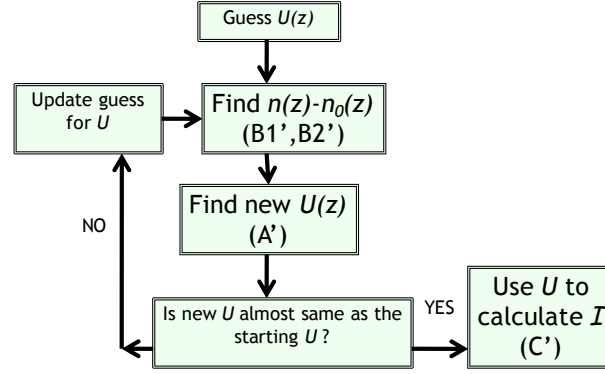 Guess U(z)
Update guess
for U
Find n(z)-n₀(z)
(B1’,B2’)
Find new U(z)
(A’)
NO
Is new U almost same as the
starting U ?
YES
Use U to
calculate I
(C’)